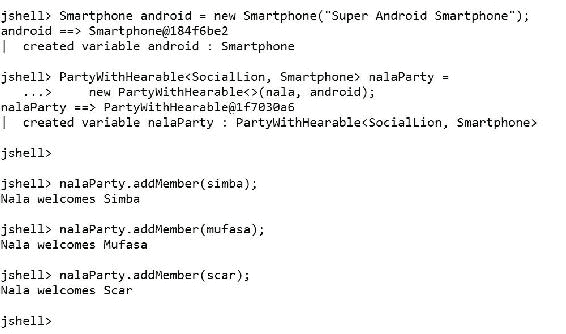 jshell> Smartphone android = new Smartphone("Super Android Smartphone");
android ==> Smartphone@184f6be2
|  created variable android : Smartphone
jshell> PartyWithHearable<SocialLion, Smartphone> nalaParty =
   ...>     new PartyWithHearable<>(nala, android);
nalaParty ==> PartyWithHearable@1f7030a6
|  created variable nalaParty : PartyWithHearable<SocialLion, Smartphone>
jshell>
jshell> nalaParty.addMember(simba);
Nala welcomes Simba
jshell> nalaParty.addMember(mufasa);
Nala welcomes Mufasa
jshell> nalaParty.addMember(scar);
Nala welcomes Scar
jshell>